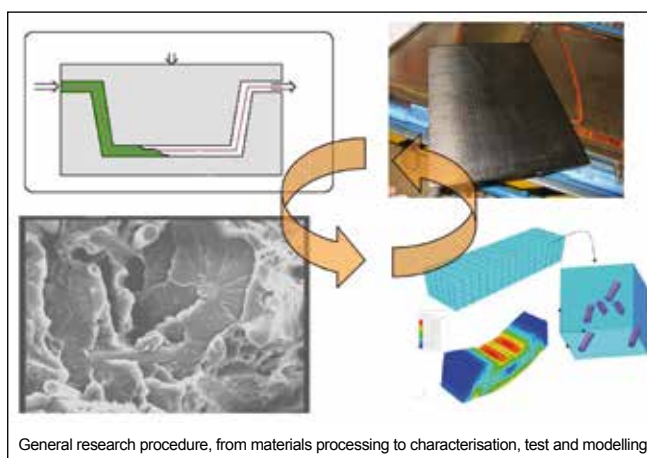 General research procedure, from materials processing to characterisation, test and modelling